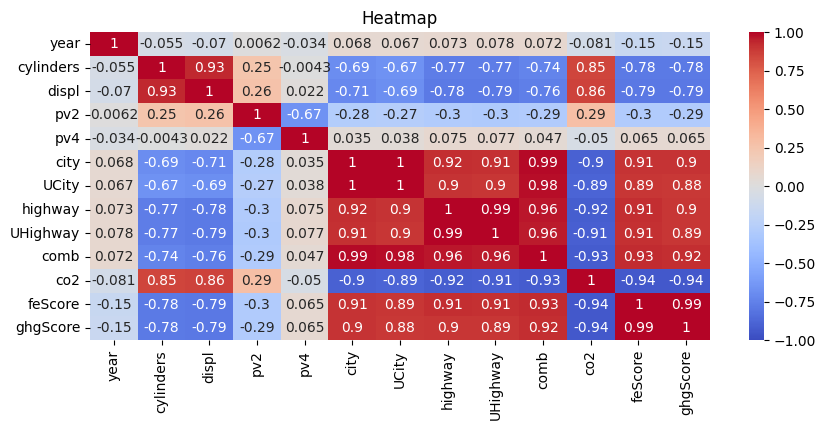 Heatmap
year 1 -0.055 -0.07 0.0062 -0.034 0.068 0.067 0.073 0.078 0.072 -0.081 -0.15 -0.15 1.00
cylinders -0.055 1 0.93 0.25 -0.0043 -0.69 -0.67 -0.77 -0.77 -0.74 0.85 -0.78 -0.78 0.75
displ -0.07 0.93 1 0.26 0.022 -0.71 -0.69 -0.78 -0.79 -0.76 0.86 -0.79 -0.79
pv2 0.0062 0.25 0.26 1 -0.67 -0.28 -0.27 -0.3 -0.3 -0.29 0.29 -0.3 -0.29 0.50
pv4 -0.034 -0.0043 0.022 -0.67 1 0.035 0.038 0.075 0.077 0.047 -0.05 0.065 0.065 0.25
city 0.068 -0.69 -0.71 -0.28 0.035 1 1 0.92 0.91 0.99 -0.9 0.91 0.9
UCity 0.067 -0.67 -0.69 -0.27 0.038 1 1 0.9 0.9 0.98 -0.89 0.89 0.88 0.00
highway 0.073 -0.77 -0.78 -0.3 0.075 0.92 0.9 1 0.99 0.96 -0.92 0.91 0.9 −0.25
UHighway 0.078 -0.77 -0.79 -0.3 0.077 0.91 0.9 0.99 1 0.96 -0.91 0.91 0.89
comb 0.072 -0.74 -0.76 -0.29 0.047 0.99 0.98 0.96 0.96 1 -0.93 0.93 0.92 −0.50
co2 -0.081 0.85 0.86 0.29 -0.05 -0.9 -0.89 -0.92 -0.91 -0.93 1 -0.94 -0.94
feScore -0.15 -0.78 -0.79 -0.3 0.065 0.91 0.89 0.91 0.91 0.93 -0.94 1 0.99 −0.75
ghgScore -0.15 -0.78 -0.79 -0.29 0.065 0.9 0.88 0.9 0.89 0.92 -0.94 0.99 1 −1.00
year cylinders displ pv2 pv4 city UCity highway UHighway comb co2 feScore ghgScore